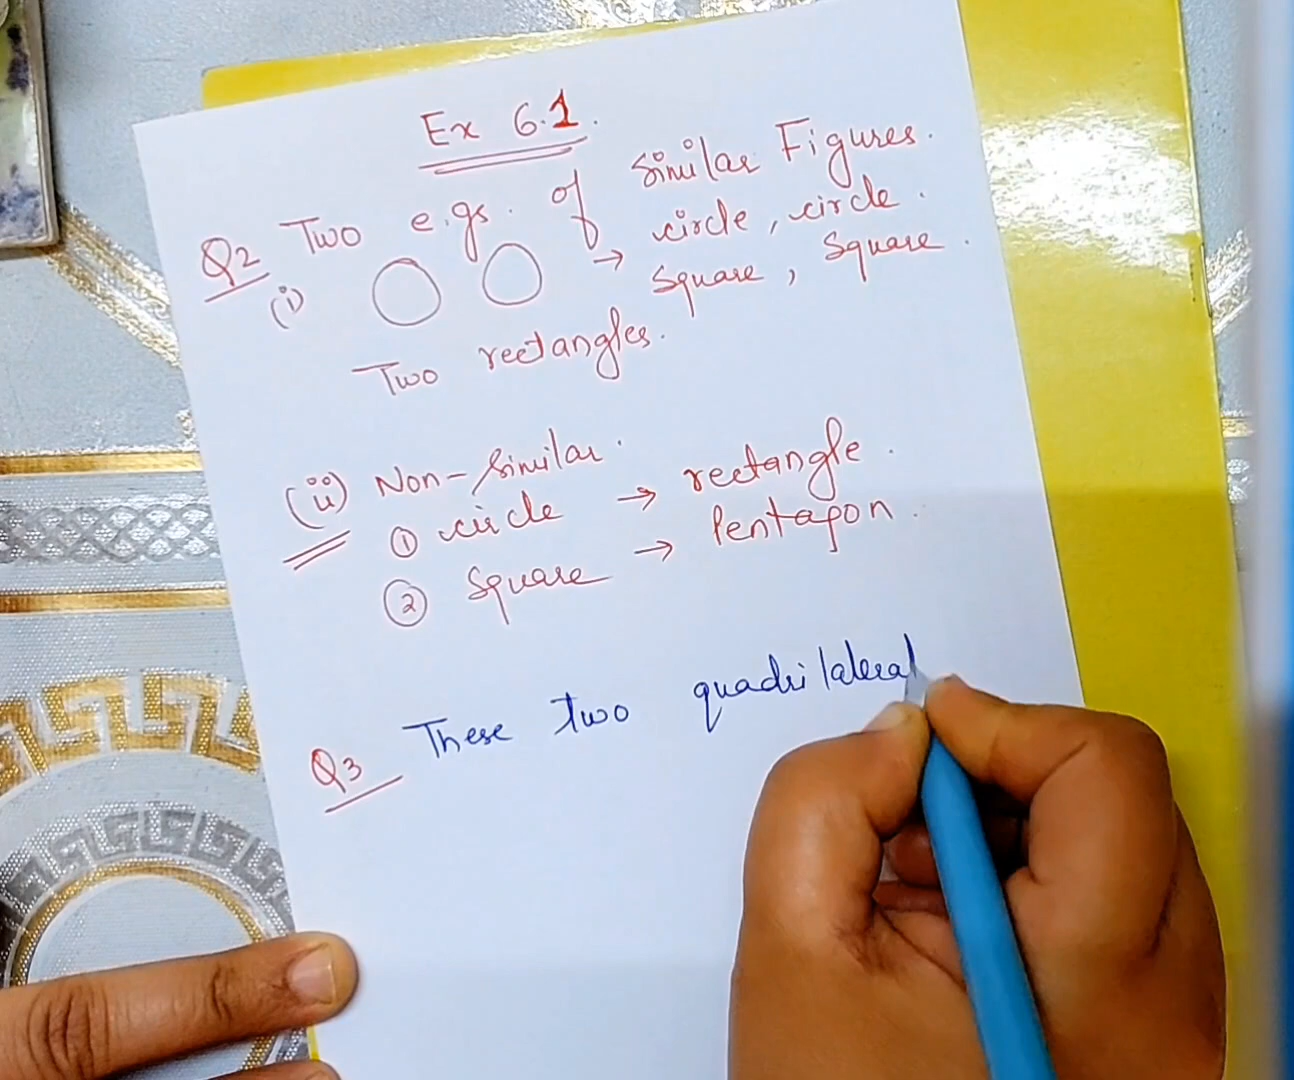 Ex 6.1.
Q2 Two e.gs. of similar Figures.
(i) → circle, circle.
square, square.
Two rectangles.
(ii) Non-similar.
① circle → rectangle.
② square → Pentagon.
Q3 These two quadrilateral